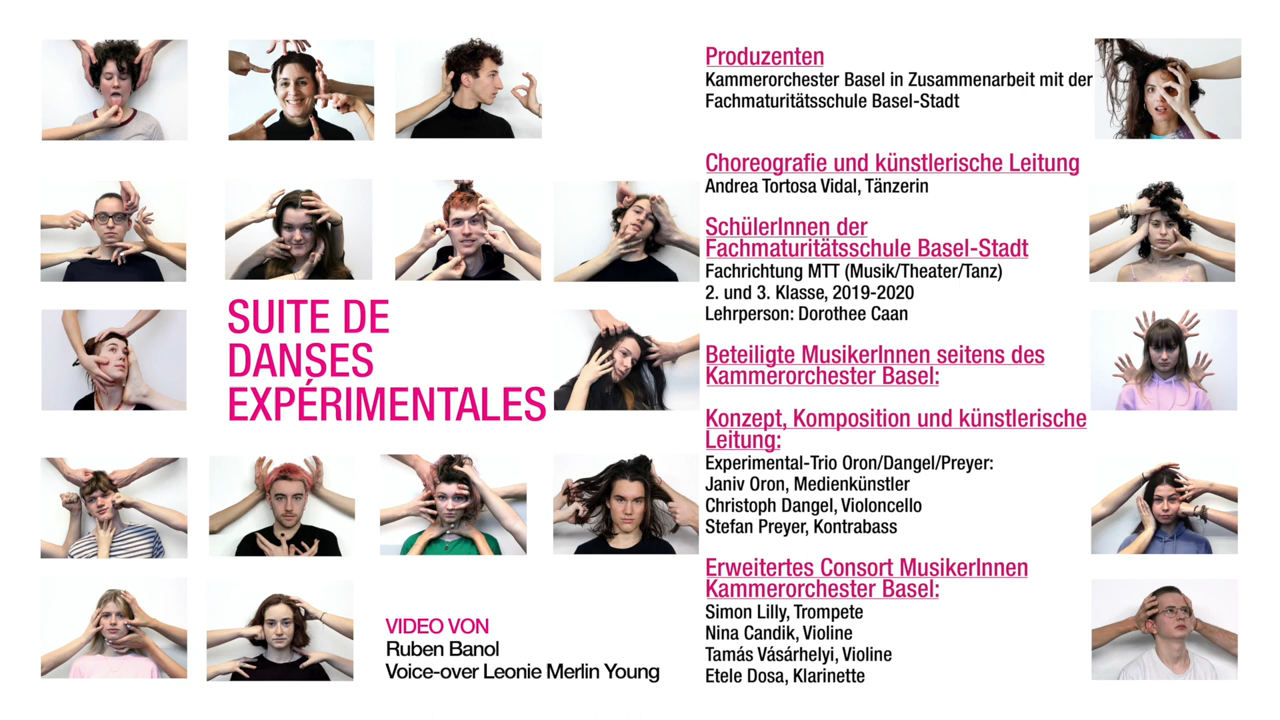 SUITE DE
DANSES
EXPÉRIMENTALES
VIDEO VON
Ruben Banol
Voice-over Leonie Merlin Young
Produzenten
Kammerorchester Basel in Zusammenarbeit mit der
Fachmaturitätsschule Basel-Stadt
Choreografie und künstlerische Leitung
Andrea Tortosa Vidal, Tänzerin
SchülerInnen der
Fachmaturitätsschule Basel-Stadt
Fachrichtung MTT (Musik/Theater/Tanz)
2. und 3. Klasse, 2019-2020
Lehrperson: Dorothee Caan
Beteiligte MusikerInnen seitens des
Kammerorchester Basel:
Konzept, Komposition und künstlerische
Leitung:
Experimental-Trio Oron/Dangel/Preyer:
Janiv Oron, Medienkünstler
Christoph Dangel, Violoncello
Stefan Preyer, Kontrabass
Erweitertes Consort MusikerInnen
Kammerorchester Basel:
Simon Lilly, Trompete
Nina Candik, Violine
Tamás Vásárhelyi, Violine
Etele Dosa, Klarinette